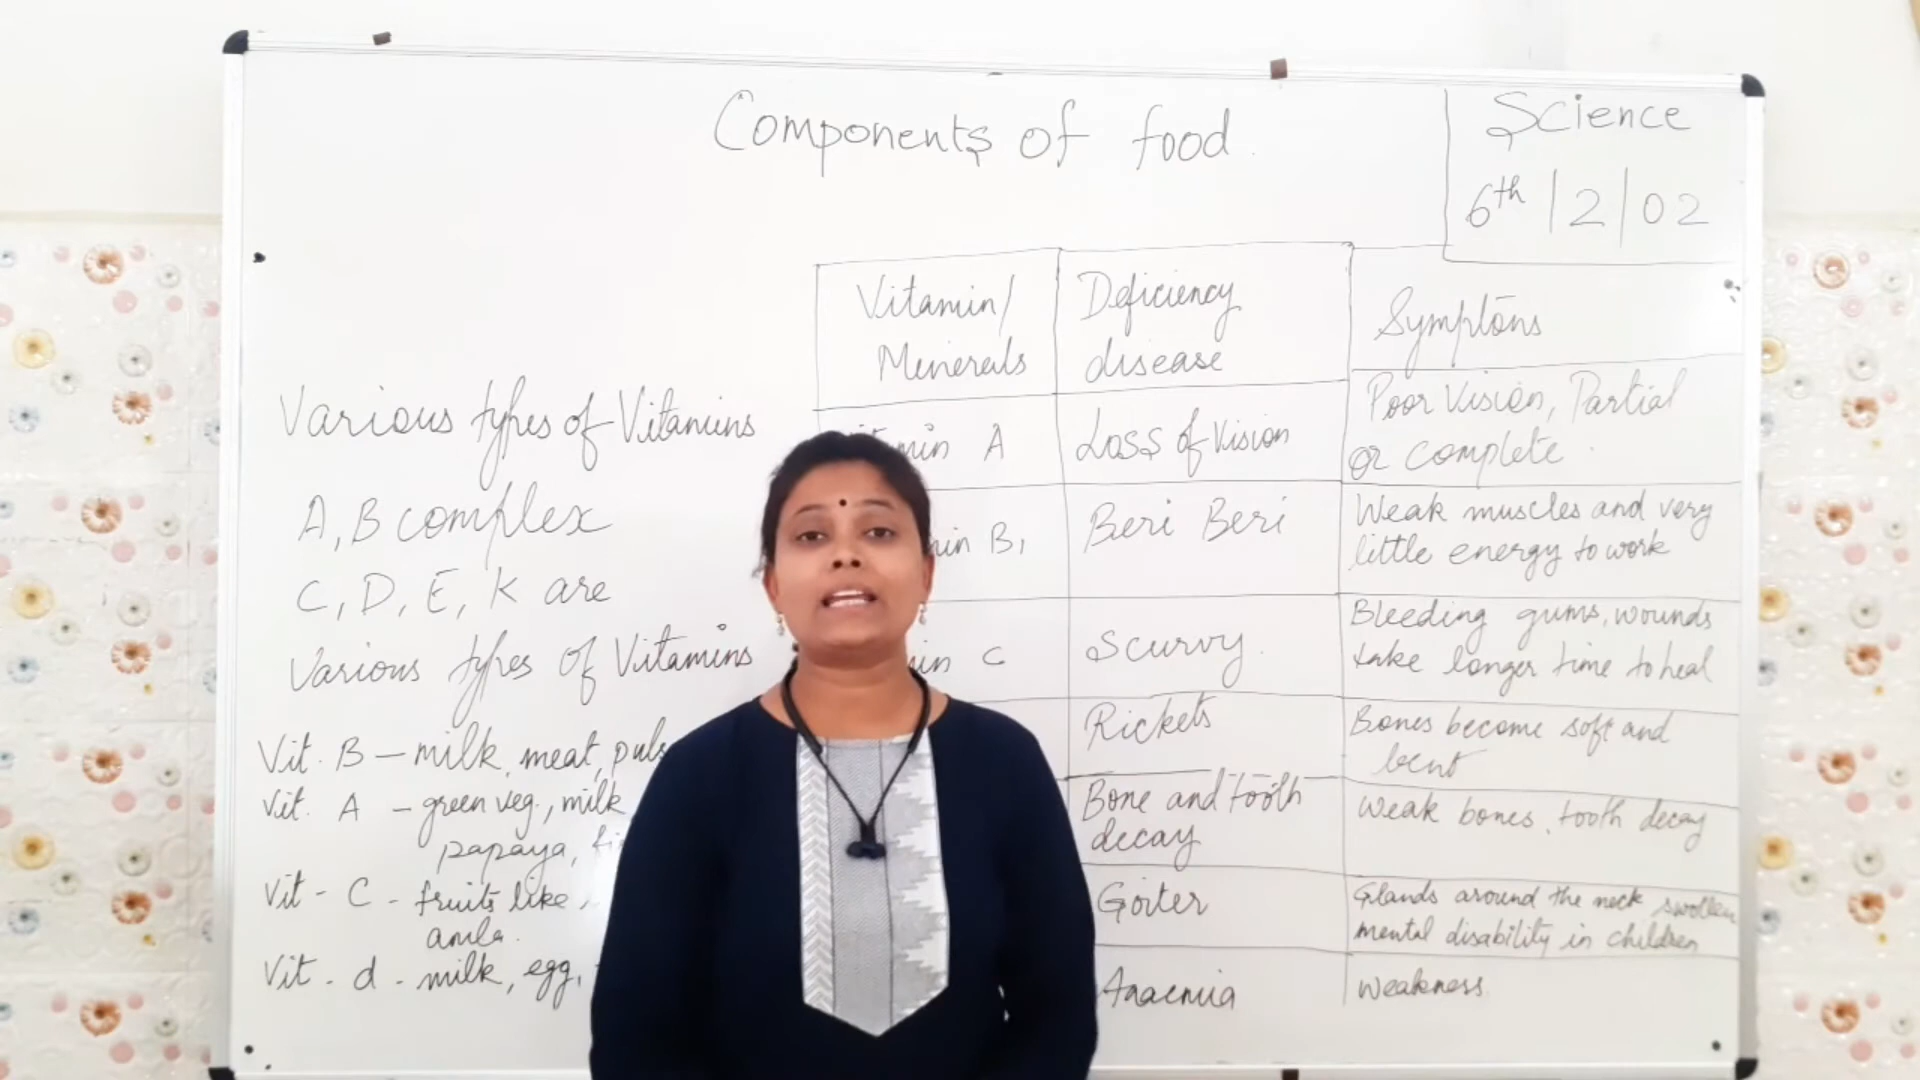 Components of food
Science
6th / 2 / 02
Various types of Vitamins
A, B complex
C, D, E, K are
Various types of Vitamins
Vit. B - milk, meat,
Vit. A - green veg., milk
papaya,
Vit - C - fruits like
amla.
Vit - d - milk, egg,
Vitamin/ Deficiency Symptoms
Minerals disease
A Loss of Vision Poor Vision, Partial
or complete
B1 Beri Beri Weak muscles and very
little energy to work
C Scurvy Bleeding gums, wounds
take longer time to heal
Rickets Bones become soft and
bent
Bone and tooth Weak bones, tooth decay
decay
Goiter Glands around the neck swollen
mental disability in children
Anaemia weakness